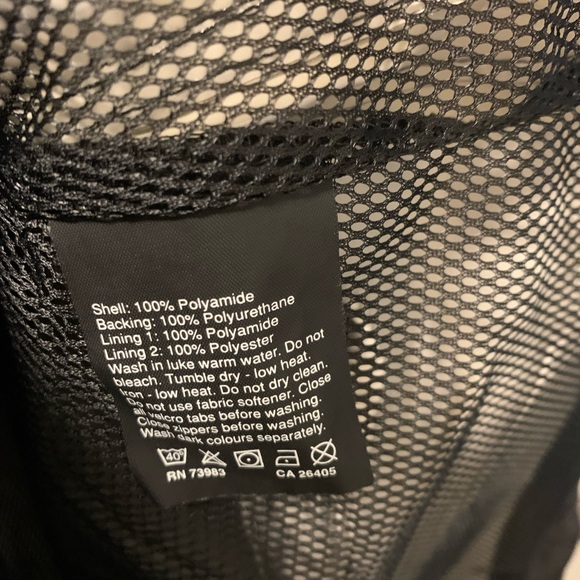 Shell: 100% Polyamide
Backing: 100% Polyurethane
Lining 1: 100% Polyamide
Lining 2: 100% Polyester
Wash in luke warm water. Do not
bleach. Tumble dry - low heat.
Iron - low heat. Do not dry clean.
Do not use fabric softener. Close
all velcro tabs before washing.
Close zippers before washing.
Wash dark colours separately.
40°
RN 73983 CA 26405